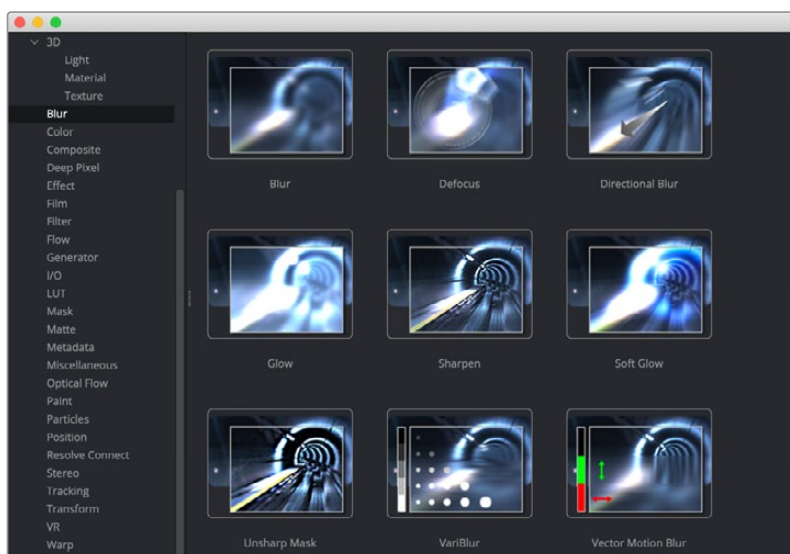 3D
Light
Material
Texture
Blur
Color
Composite
Deep Pixel
Effect
Film
Filter
Flow
Generator
I/O
LUT
Mask
Matte
Metadata
Miscellaneous
Optical Flow
Paint
Particles
Position
Resolve Connect
Stereo
Tracking
Transform
VR
Warp
Blur
Defocus
Directional Blur
Glow
Sharpen
Soft Glow
Unsharp Mask
VariBlur
Vector Motion Blur